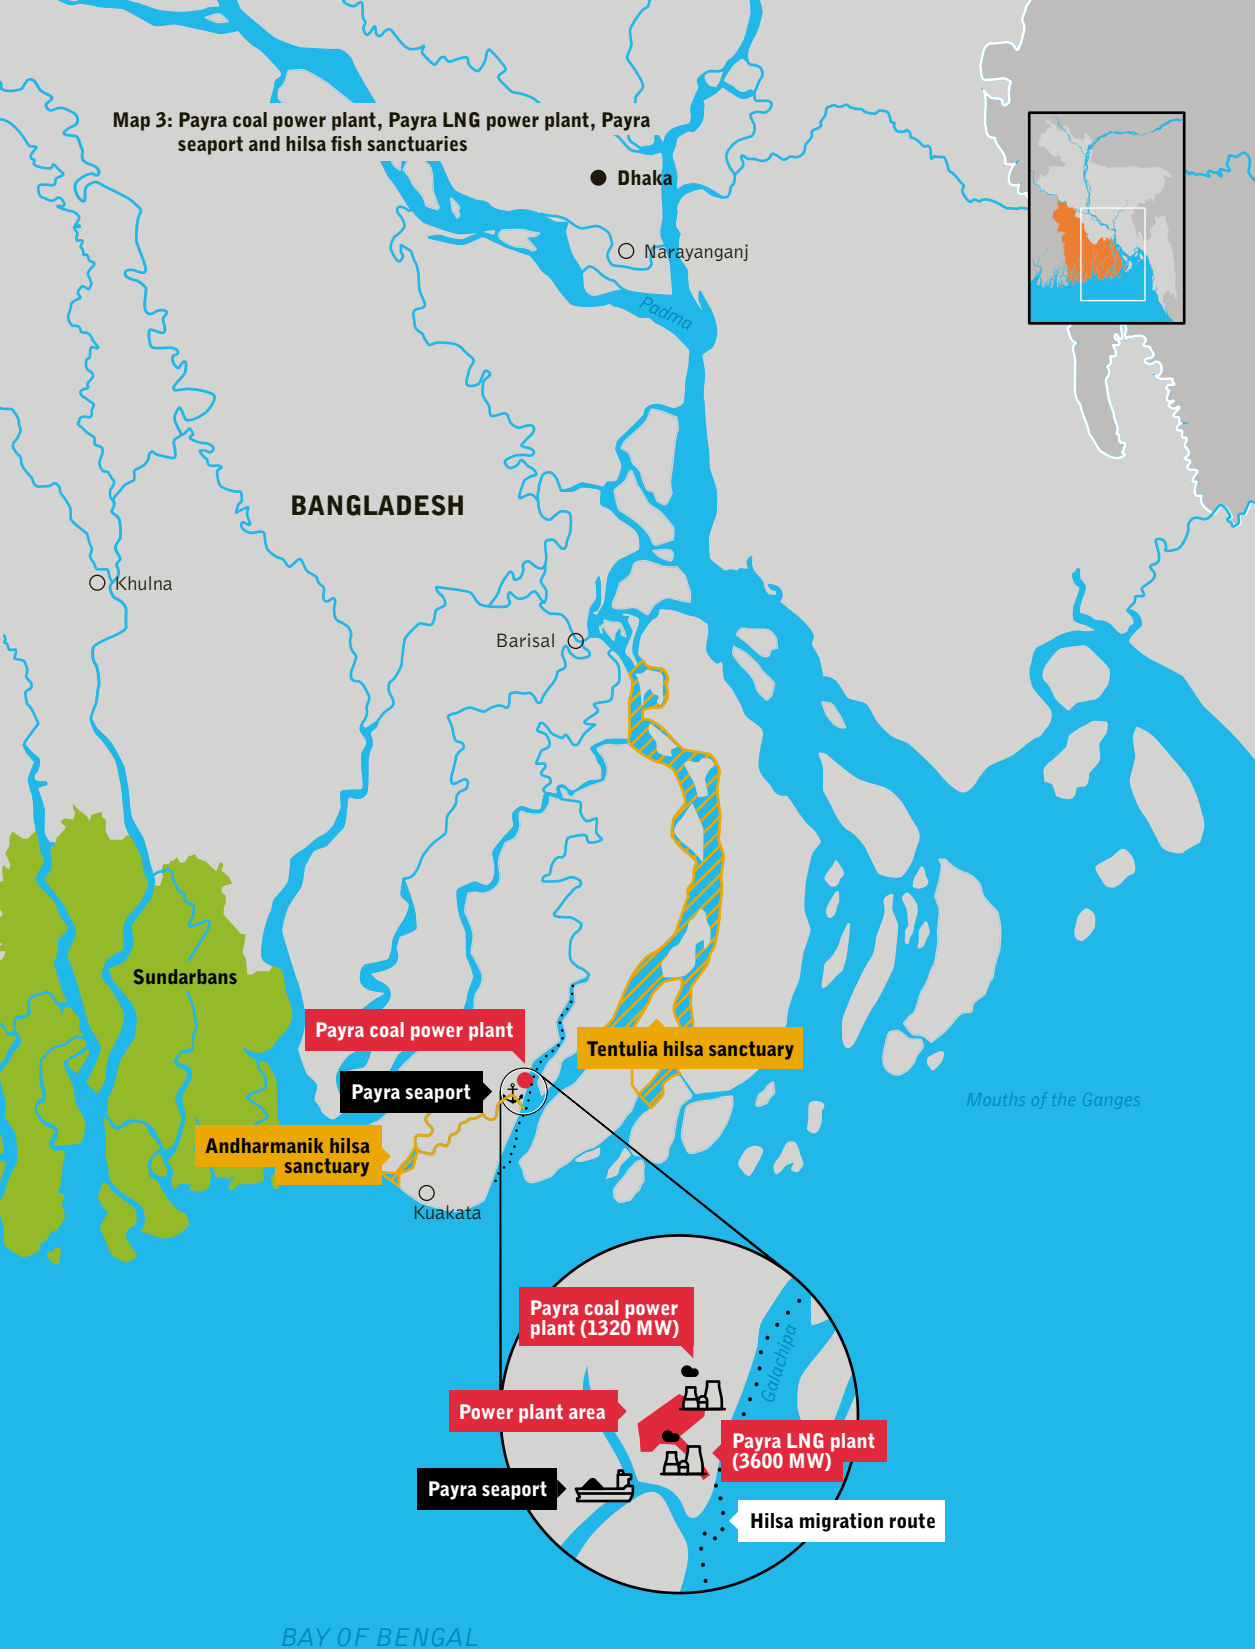 Map 3: Payra coal power plant, Payra LNG power plant, Payra
seaport and hilsa fish sanctuaries
Dhaka
Narayanganj
Padma
BANGLADESH
Khulna
Barisal
Sundarbans
Payra coal power plant
Tentulia hilsa sanctuary
Payra seaport
Mouths of the Ganges
Andharmanik hilsa
sanctuary
Kuakata
Payra coal power
plant (1320 MW)
Galachipa
Power plant area
Payra LNG plant
(3600 MW)
Payra seaport
Hilsa migration route
BAY OF BENGAL